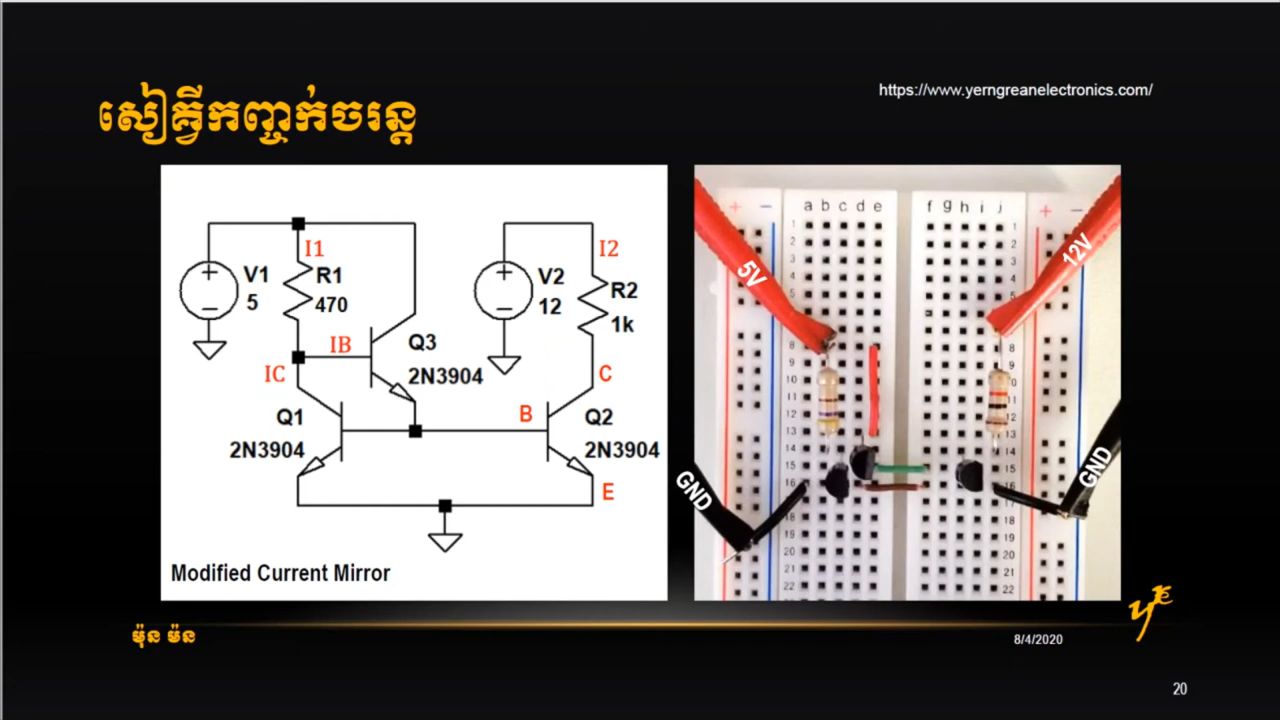 សៀគ្វីកញ្ចក់ចរន្ត
https://www.yerngreanelectronics.com/
I1
I2
V1
5
R1
470
V2
12
R2
1k
IB
Q3
2N3904
IC
C
Q1
2N3904
B
Q2
2N3904
E
Modified Current Mirror
a b c d e f g h i j
5V
12V
GND
GND
ម៉ុន ម៉ន
8/4/2020
20